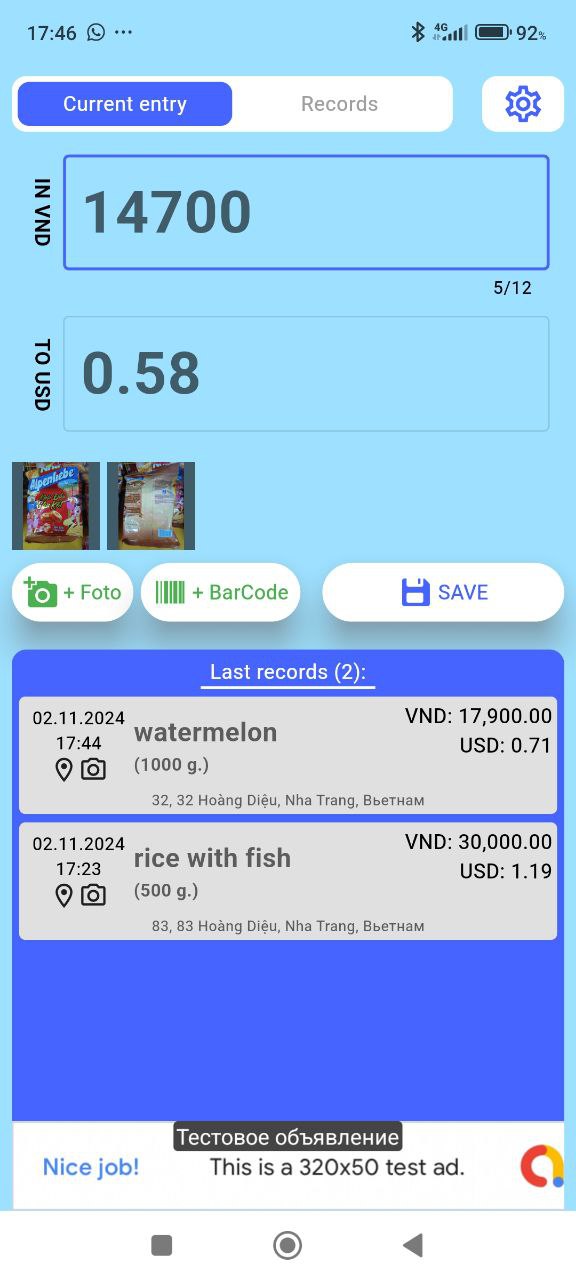 17:46
4G
92%
Current entry
Records
IN VND
14700
5/12
TO USD
0.58
Alpenliebe
+ Foto
+ BarCode
SAVE
Last records (2):
02.11.2024
17:44
watermelon
(1000 g.)
VND: 17,900.00
USD: 0.71
32, 32 Hoàng Diệu, Nha Trang, Вьетнам
02.11.2024
17:23
rice with fish
(500 g.)
VND: 30,000.00
USD: 1.19
83, 83 Hoàng Diệu, Nha Trang, Вьетнам
Тестовое объявление
Nice job!
This is a 320x50 test ad.